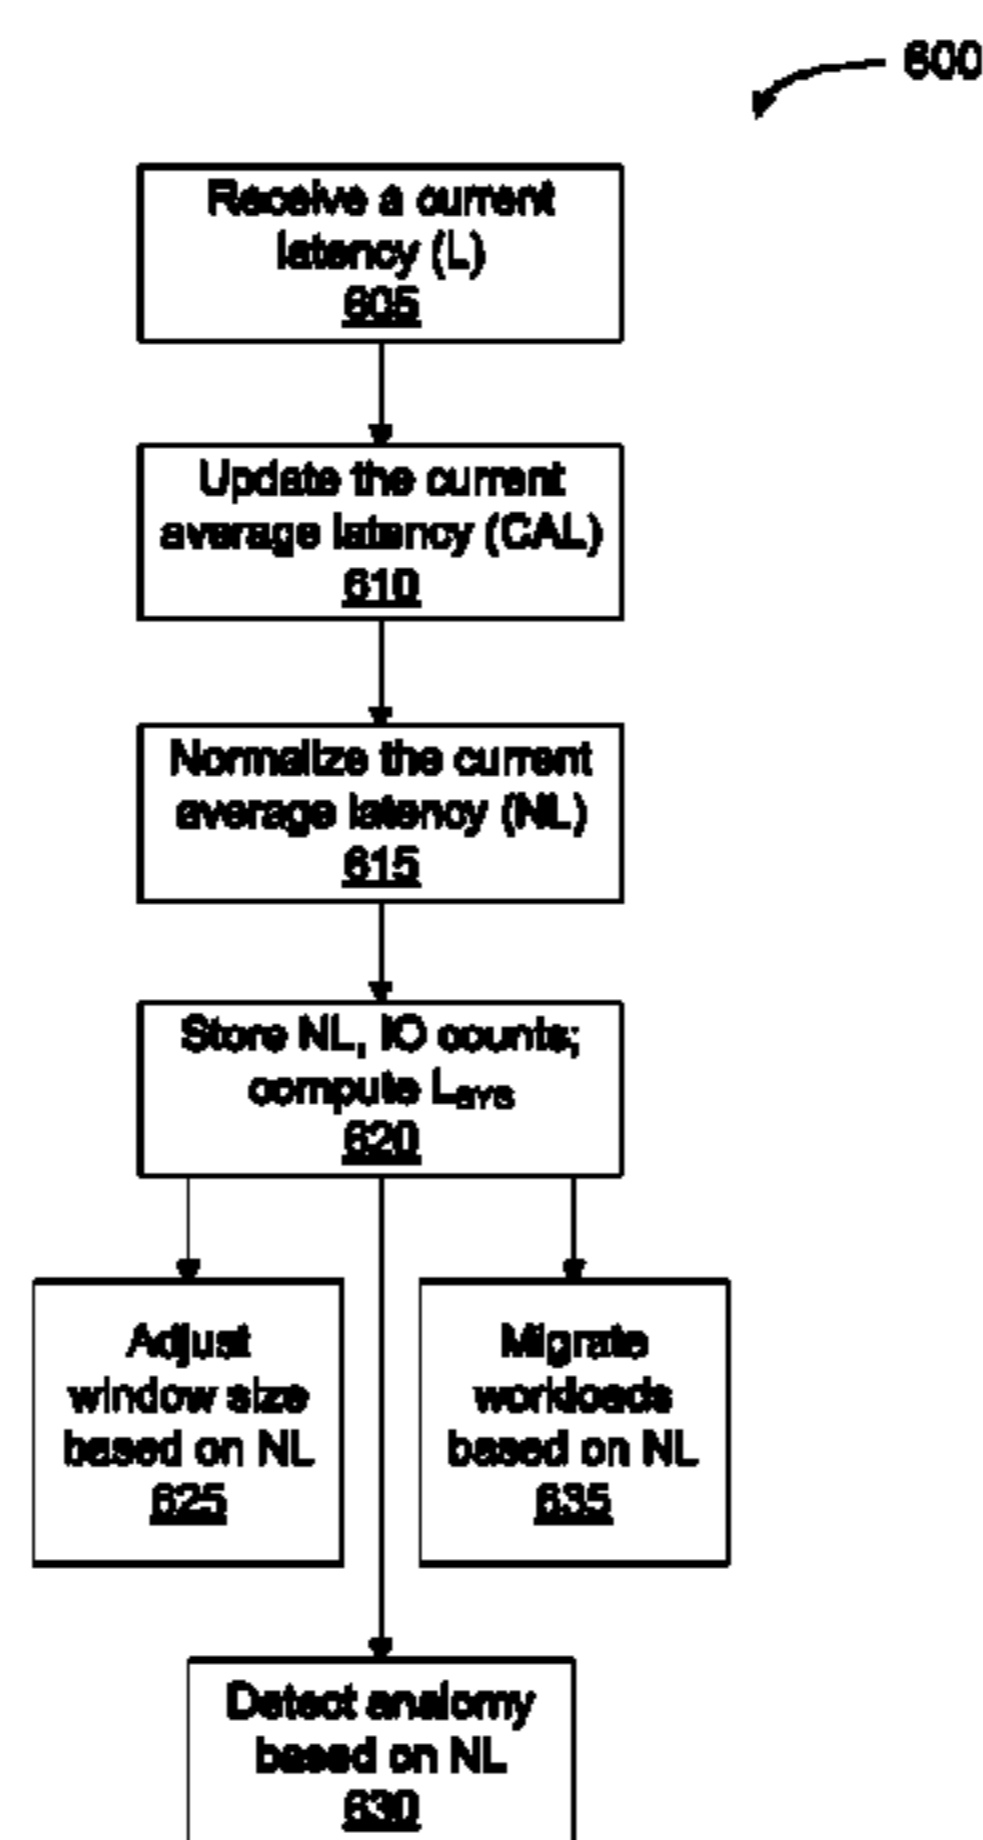 600
Receive a current
latency (L)
605
Update the current
average latency (CAL)
610
Normalize the current
average latency (NL)
615
Store NL, IO counts;
compute Lavg
620
Adjust
window size
based on NL
625
Migrate
workloads
based on NL
635
Detect analomy
based on NL
630